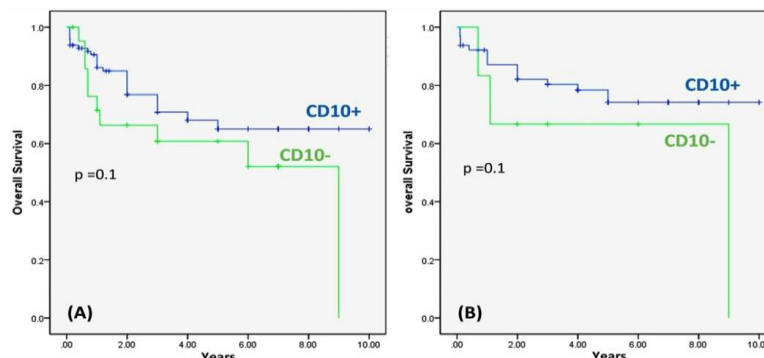 1.0
0.8
0.6
0.4
0.2
0.0
Overall Survival
CD10+
CD10-
p =0.1
(A)
.00 2.00 4.00 6.00 8.00 10.00
Years
1.0
0.8
0.6
0.4
0.2
0.0
overall Survival
CD10+
CD10-
p =0.1
(B)
.00 2.00 4.00 6.00 8.00 10.00
Years